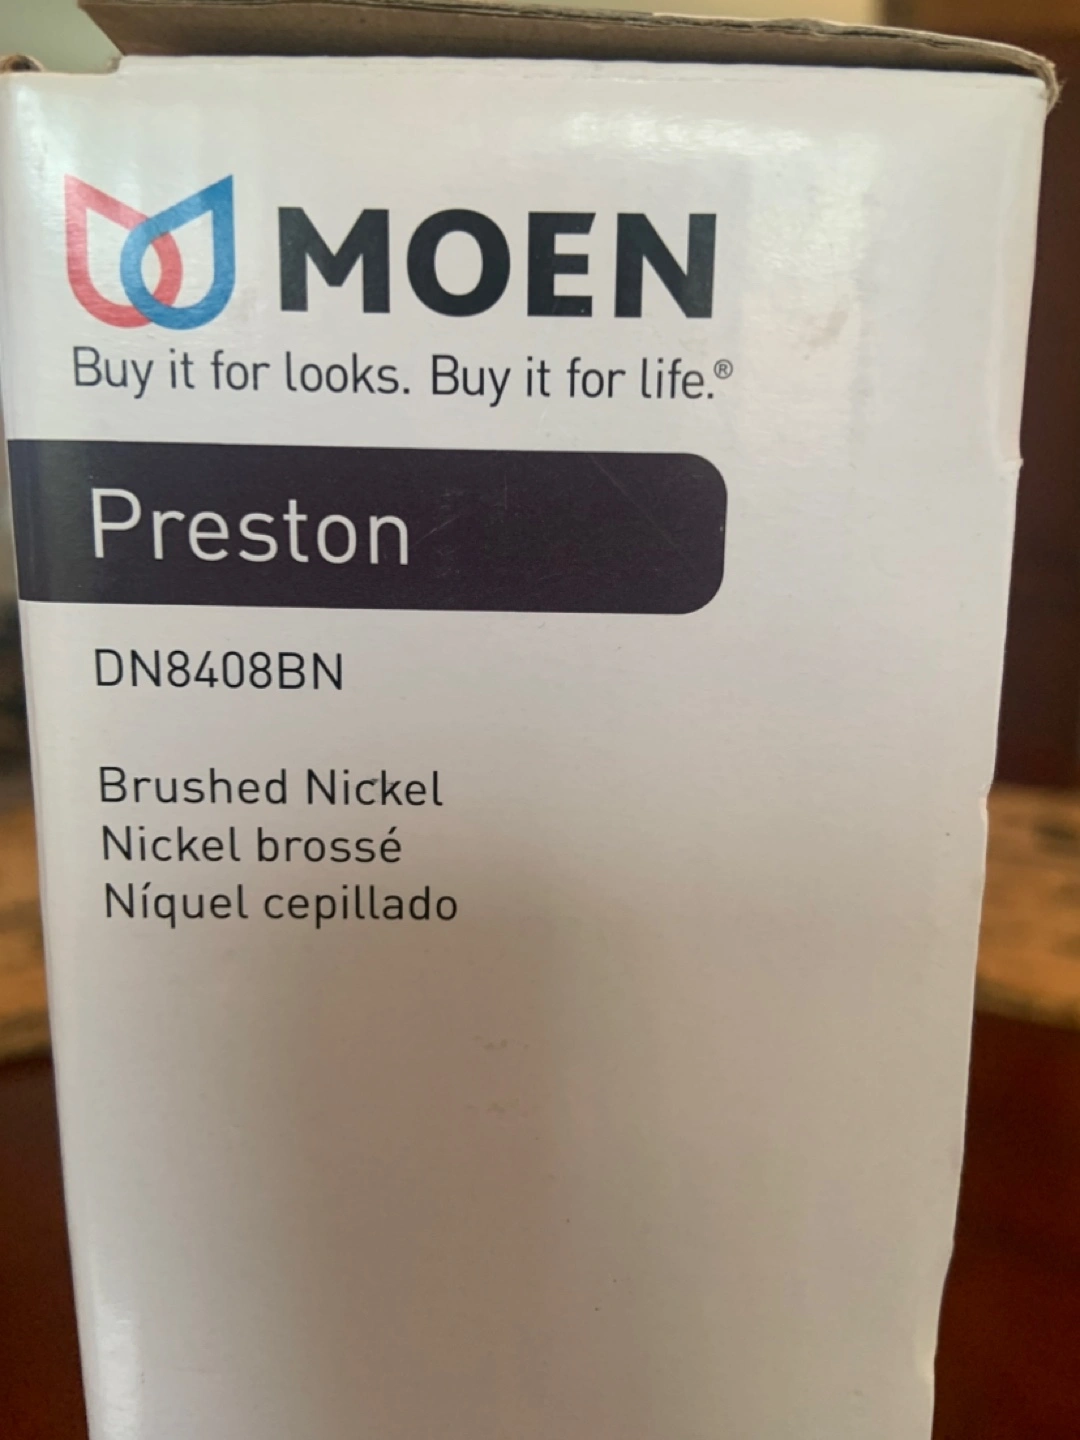 MOEN
Buy it for looks. Buy it for life.®
Preston
DN8408BN
Brushed Nickel
Nickel brossé
Níquel cepillado